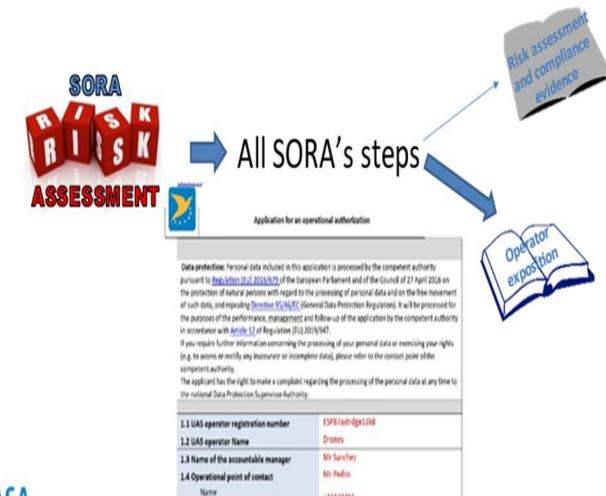 SORA
RISK
RISK
ASSESSMENT
All SORA's steps
Risk assessment
and compliance
evidence
Operator
exposition
Application for an operational authorization
Data protection: Personal data included in this application is processed by the competent authority
pursuant to Regulation (EU) 2016/679 of the European Parliament and of the Council of 27 April 2016 on
the protection of natural persons with regard to the processing of personal data and on the free movement
of such data, and repealing Directive 95/46/EC (General Data Protection Regulation). It will be processed for
the purposes of the performance, management and follow-up of the application by the competent authority
in accordance with Article 12 of Regulation (EU) 2019/947.
If you require further information concerning the processing of your personal data or exercising your rights
(e.g. to access or rectify any inaccurate or incomplete data), please refer to the contact point of the
competent authority.
The applicant has the right to make a complaint regarding the processing of the personal data at any time to
the national Data Protection Supervisor Authority.
1.1 UAS operator registration number
1.2 UAS operator Name Drones
1.3 Name of the accountable manager Mr Sanchez
1.4 Operational point of contact Mr Pedro
Name